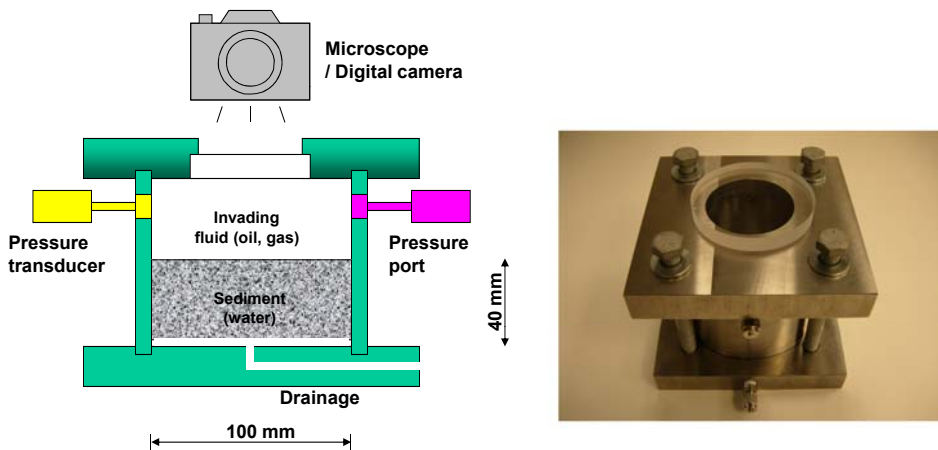 Microscope
/ Digital camera
Invading
fluid (oil, gas)
Pressure
transducer
Pressure
port
Sediment
(water)
40 mm
Drainage
100 mm